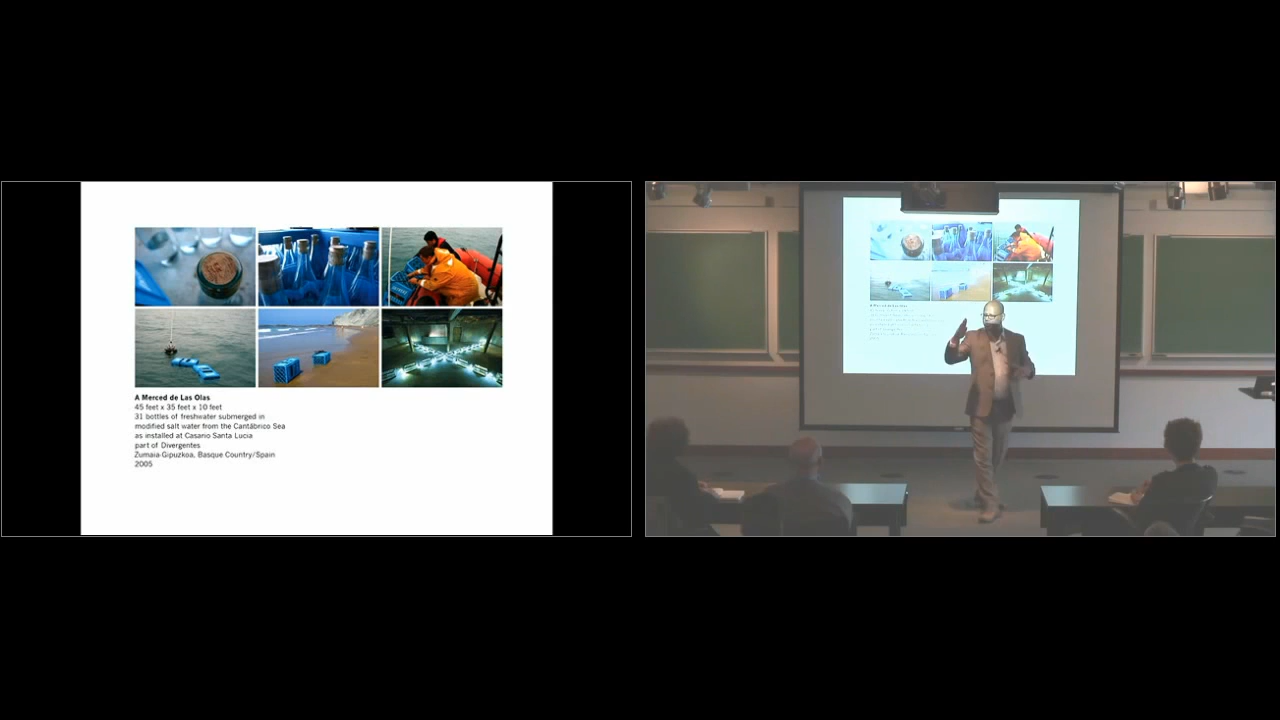 A Merced de Las Olas
45 feet x 35 feet x 10 feet
31 bottles of freshwater submerged in
modified salt water from the Cantábrico Sea
as installed at Casario Santa Lucia
part of Divergentes
Zumaia-Gipuzkoa, Basque Country/Spain
2005